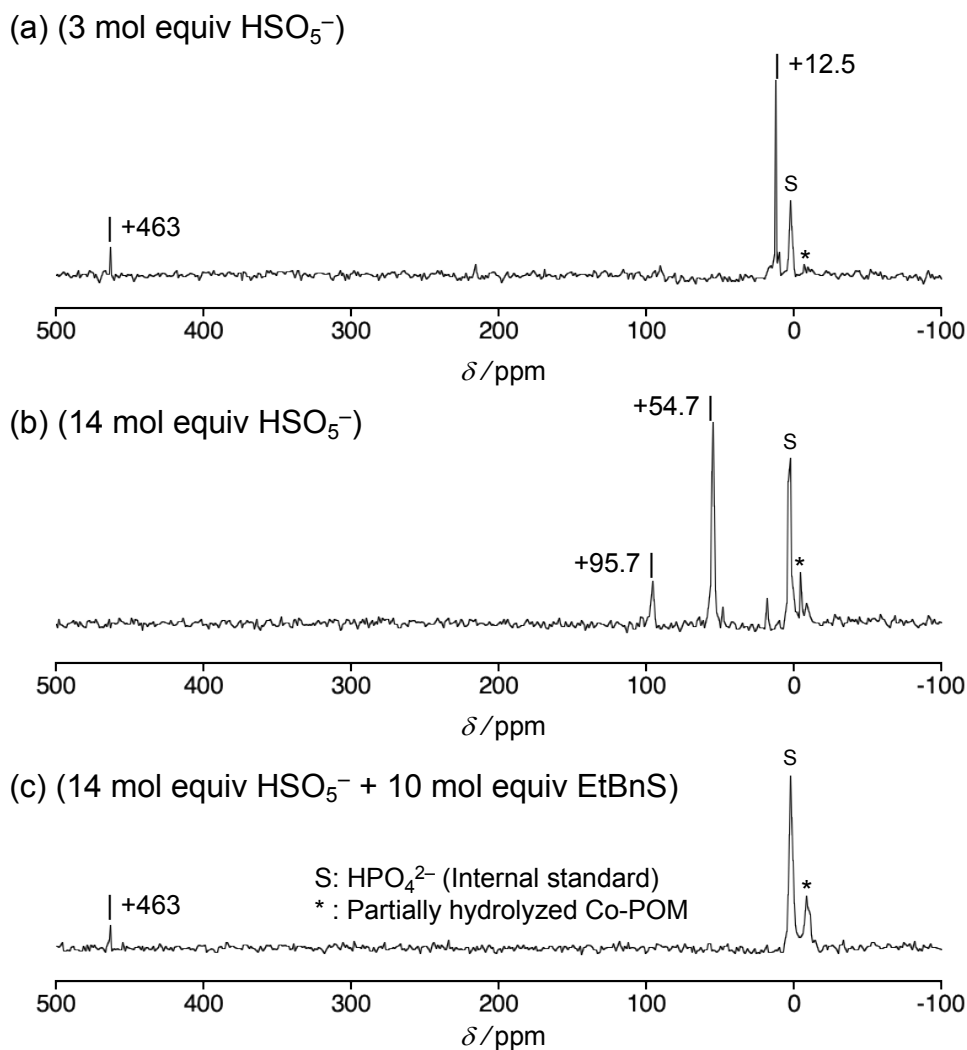 (a) (3 mol equiv HSO₅⁻)
| +12.5
S
| +463
*
500 400 300 200 100 0 -100
δ/ppm
(b) (14 mol equiv HSO₅⁻)
+54.7 |
S
+95.7 |
*
500 400 300 200 100 0 -100
δ/ppm
(c) (14 mol equiv HSO₅⁻ + 10 mol equiv EtBnS)
S
S: HPO₄²⁻ (Internal standard)
* : Partially hydrolyzed Co-POM
| +463
*
500 400 300 200 100 0 -100
δ/ppm